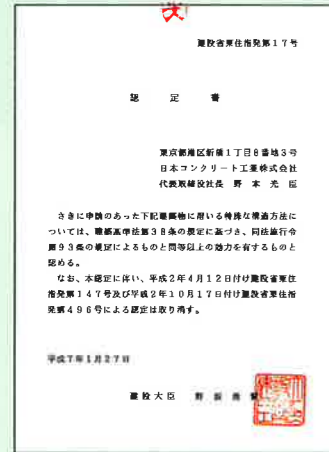 建設省東住指発第17号
認定書
東京都港区新橋1丁目8番地3号
日本コンクリート工業株式会社
代表取締役社長 野本光臣
さきに申請のあった下記建築物に用いる特殊な構造方法に
ついては、建築基準法第38条の規定に基づき、同法施行令
第93条の規定によるものと同等以上の効力を有するものと
認める。
なお、本認定に伴い、平成2年4月12日付け建設省東住
指発第147号及び平成2年10月17日付け建設省東住指
発第496号による認定は取り消す。
平成7年1月27日
建設大臣 野坂